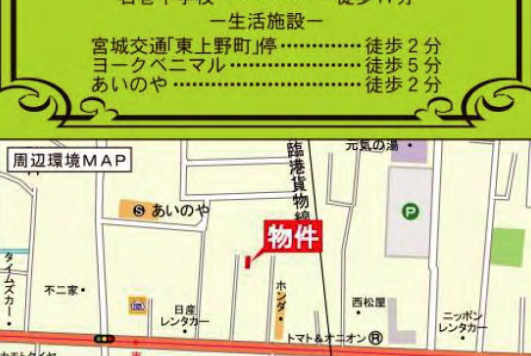 ー生活施設ー
宮城交通「東上野町」停…………徒歩２分
ヨークベニマル………………徒歩５分
あいのや………………………徒歩２分
周辺環境MAP
元気の湯
臨港貨物線
S あいのや
P
物件
タイムズカー
不二家
日産
レンタカー
ホンダ
西松屋
ニッポン
レンタカー
トマト&オニオン R